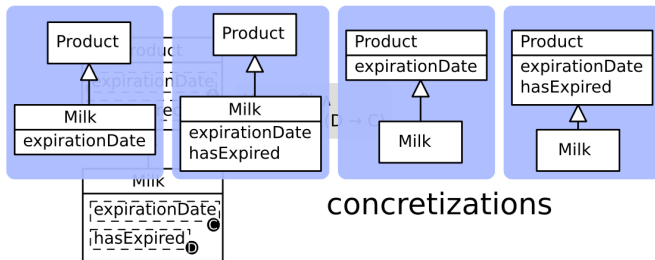 Product
Milk
expirationDate
Product
Milk
expirationDate
hasExpired
Product
expirationDate
Milk
Product
expirationDate
hasExpired
Milk
Milk
expirationDate
C
hasExpired
D
concretizations